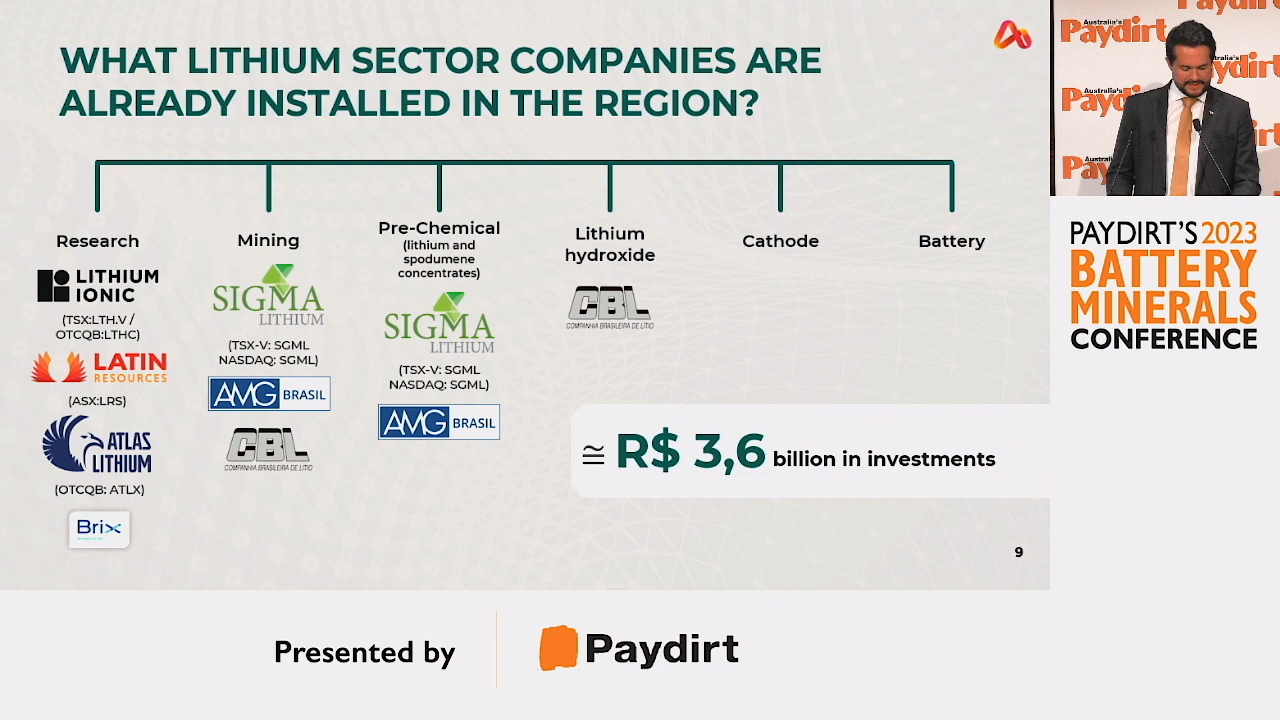 WHAT LITHIUM SECTOR COMPANIES ARE
ALREADY INSTALLED IN THE REGION?
Research
LITHIUM
IONIC
(TSX:LTH.V /
OTCQB:LTHC)
LATIN
RESOURCES
(ASX:LRS)
ATLAS
LITHIUM
(OTCQB: ATLX)
Brix
Mining
SIGMA
LITHIUM
(TSX-V: SGML
NASDAQ: SGML)
AMG BRASIL
CBL
COMPANHIA BRASILEIRA DE LÍTIO
Pre-Chemical
(lithium and
spodumene
concentrates)
SIGMA
LITHIUM
(TSX-V: SGML
NASDAQ: SGML)
AMG BRASIL
Lithium
hydroxide
CBL
COMPANHIA BRASILEIRA DE LÍTIO
Cathode
Battery
≅ R$ 3,6 billion in investments
9
Australia's
Paydirt
Australia's
Australia's
PAYDIRT'S 2023
BATTERY
MINERALS
CONFERENCE
Presented by
Paydirt